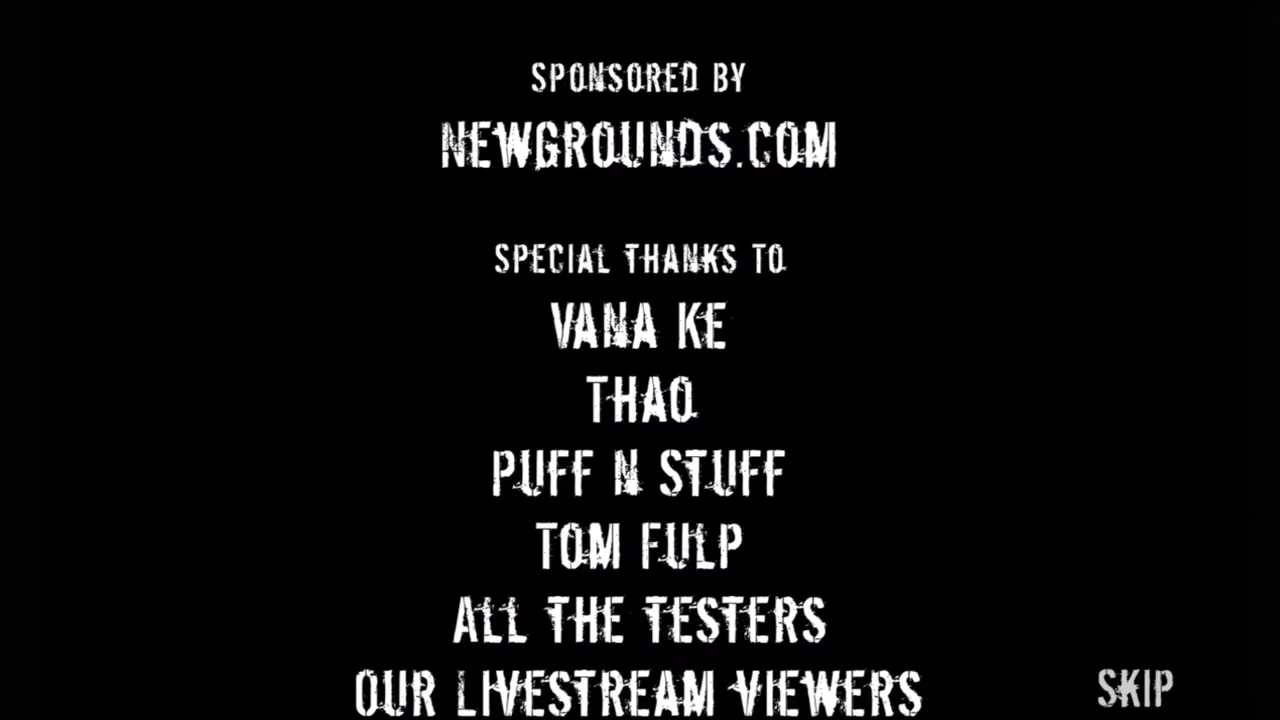 SPONSORED BY
NEWGROUNDS.COM
SPECIAL THANKS TO
VANA KE
THAO
PUFF N STUFF
TOM FULP
ALL THE TESTERS
OUR LIVESTREAM VIEWERS
SKIP